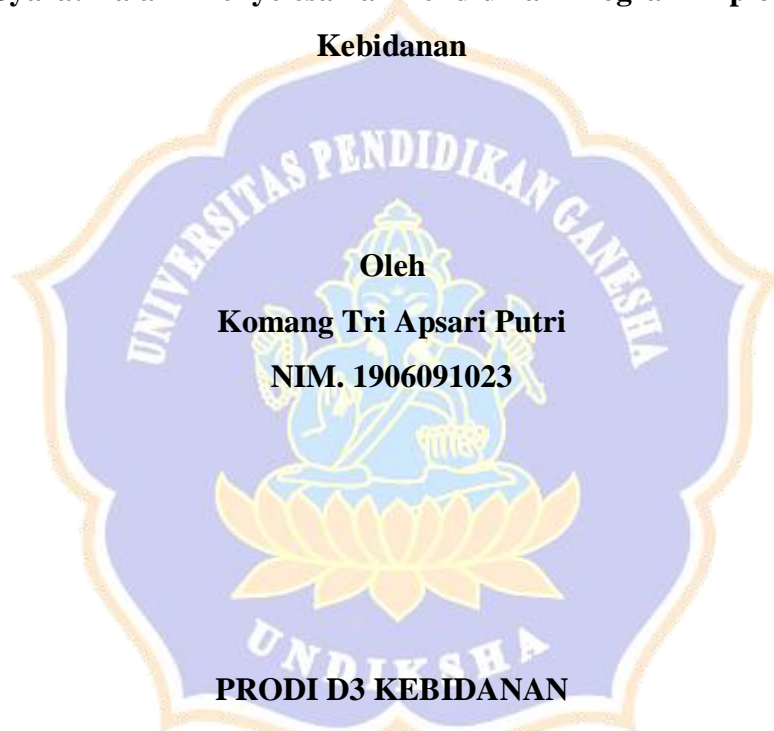 Kebidanan
UNIVERSITAS PENDIDIKAN GANESHA
Oleh
Komang Tri Apsari Putri
NIM. 1906091023
UNDIKSHA
PRODI D3 KEBIDANAN